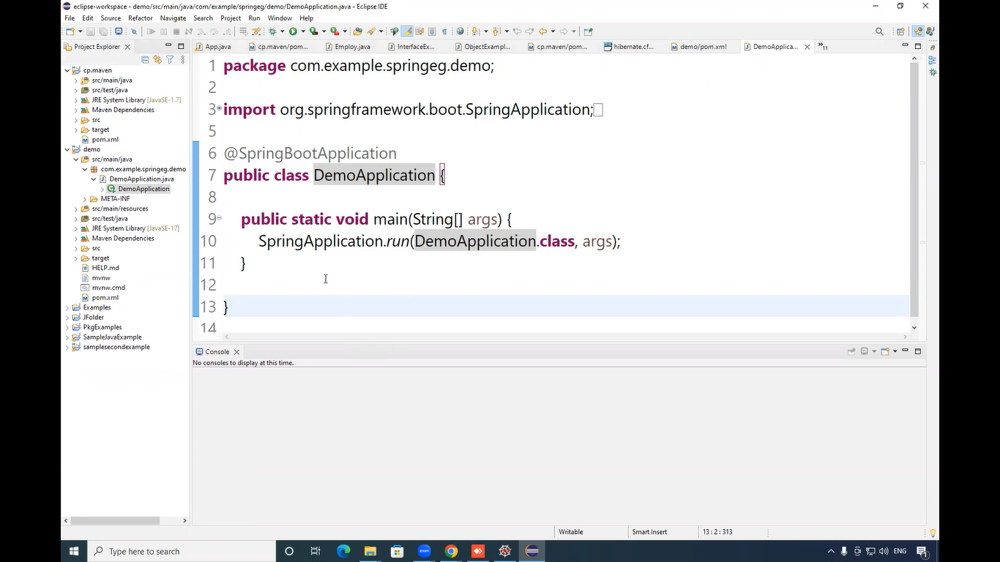 eclipse-workspace - demo/src/main/java/com/example/springeg/demo/DemoApplication.java - Eclipse IDE
File Edit Source Refactor Navigate Search Project Run Window Help
Project Explorer
App.java cp.maven/pom... Employ.java InterfaceEx... ObjectExampl... cp.maven/pom... hibernate.cf... demo/pom.xml DemoApplica... »11
cp.maven
src/main/java
src/test/java
JRE System Library [JavaSE-1.7]
Maven Dependencies
src
target
pom.xml
demo
src/main/java
com.example.springeg.demo
DemoApplication.java
DemoApplication
META-INF
src/main/resources
src/test/java
JRE System Library [JavaSE-17]
Maven Dependencies
src
target
HELP.md
mvnw
mvnw.cmd
pom.xml
Examples
JFolder
PkgExamples
SampleJavaExample
samplesecondexample
1 package com.example.springeg.demo;
2
3 import org.springframework.boot.SpringApplication;
5
6 @SpringBootApplication
7 public class DemoApplication {
8
9 public static void main(String[] args) {
10 SpringApplication.run(DemoApplication.class, args);
11 }
12
13 }
14
Console
No consoles to display at this time.
Writable Smart Insert 13 : 2 : 313
Type here to search
zoom
ENG
1